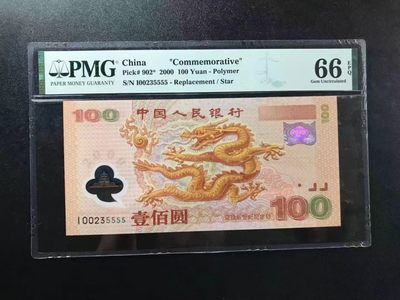 PMG
PAPER MONEY GUARANTY
China "Commemorative"
Pick# 902* 2000 100 Yuan - Polymer
S/N I00235555 - Replacement / Star
66 EPQ
Gem Uncirculated
100
中国人民银行
100
I00235555
壹佰圆
100